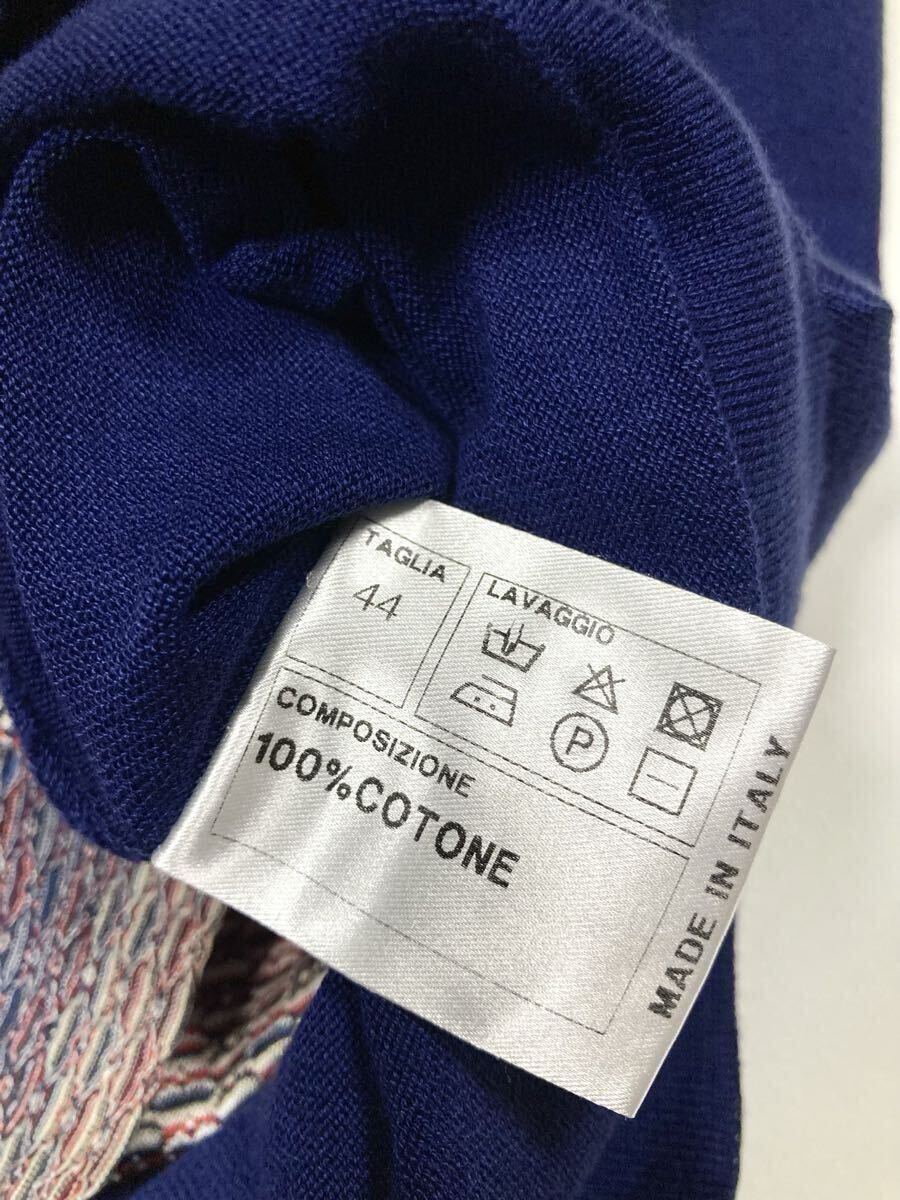 TAGLIA
44
LAVAGGIO
P
COMPOSIZIONE
100%COTONE
MADE IN ITALY